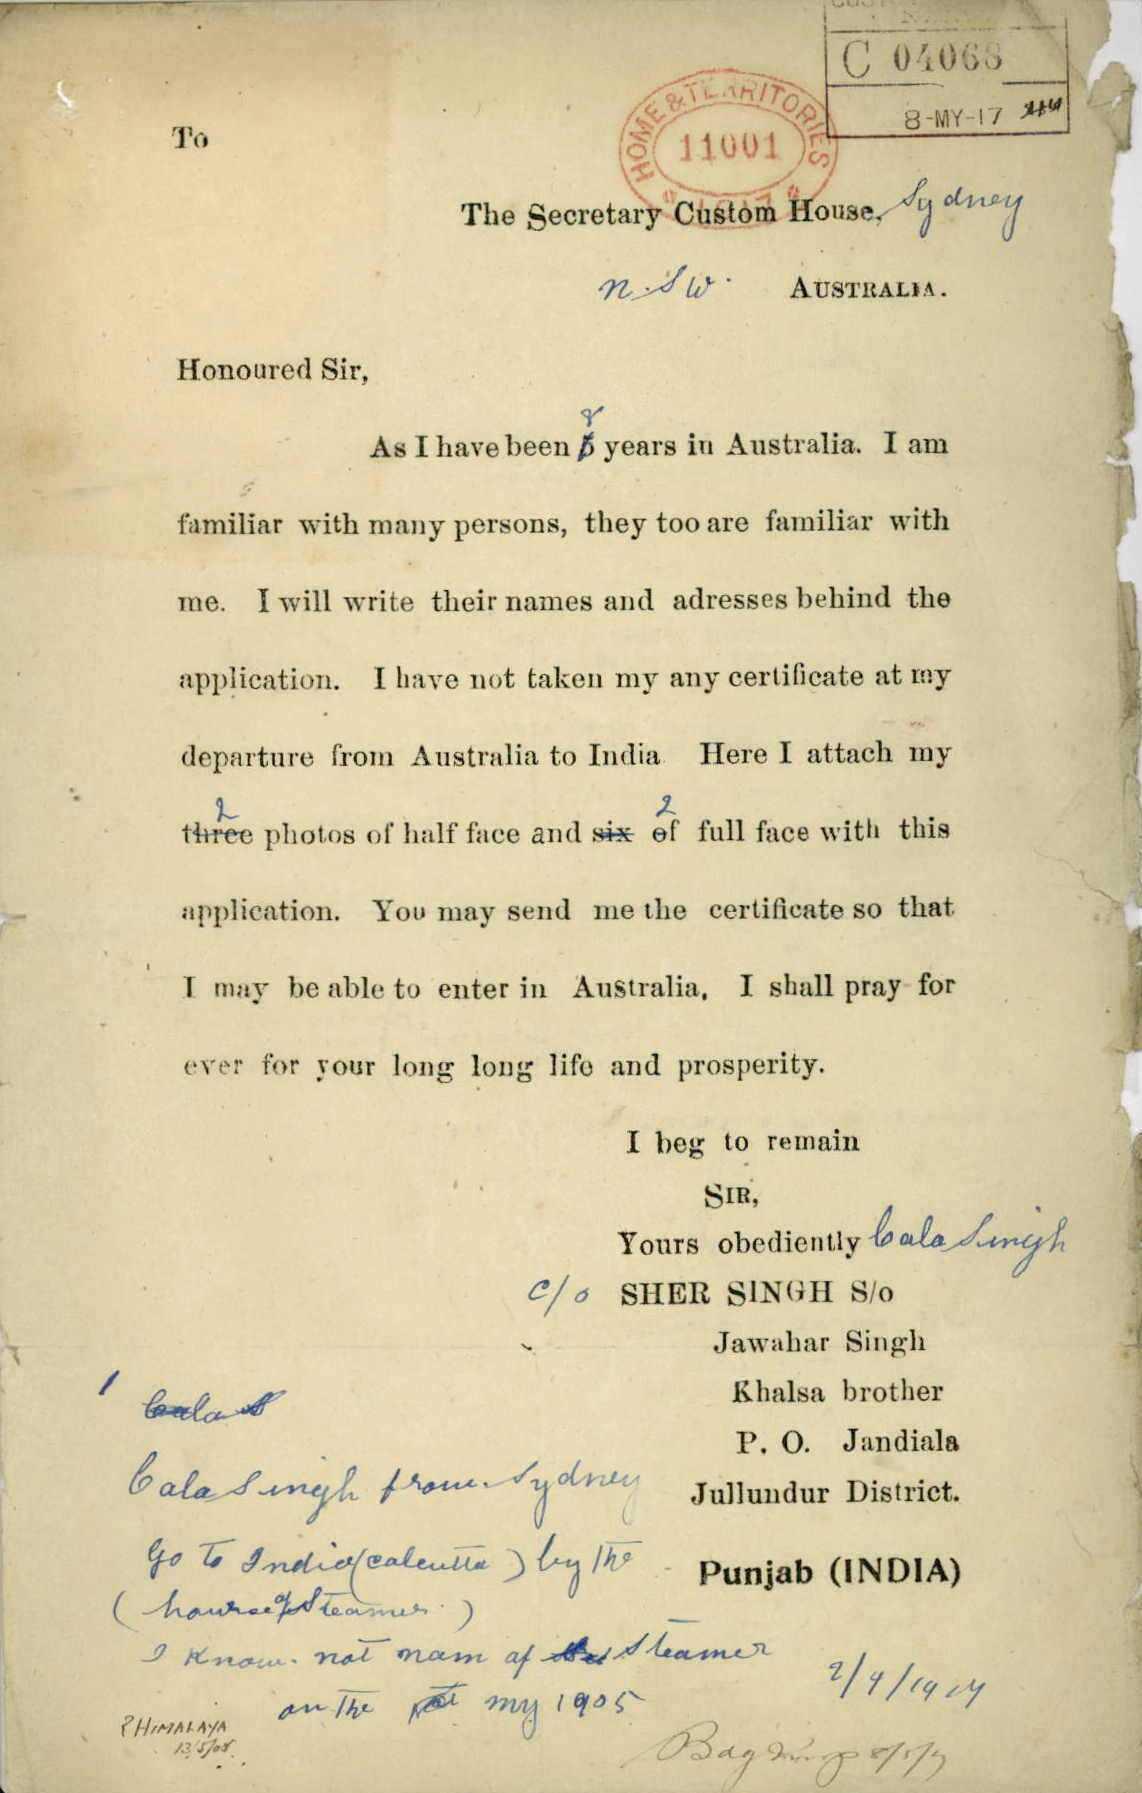 C 04068
8-MY-17
HOME & TERRITORIES
11001
To
The Secretary Custom House, Sydney
N.S.W. AUSTRALIA.
Honoured Sir,
8
As I have been years in Australia. I am
familiar with many persons, they too are familiar with
me. I will write their names and adresses behind the
application. I have not taken my any certificate at my
departure from Australia to India Here I attach my
2 2
three photos of half face and six of full face with this
application. You may send me the certificate so that
I may be able to enter in Australia, I shall pray for
ever for your long long life and prosperity.
I beg to remain
SIR,
Yours obediently Cala Singh
C/o SHER SINGH S/o
Jawahar Singh
Khalsa brother
P. O. Jandiala
Jullundur District.
Punjab (INDIA)
1
Cala S
Cala Singh from Sydney
Go to India (calcutta) by the
( of Steamer )
I know not nam of Steamer
on the my 1905
2/4/1917
? HIMALAYA
13/5/05